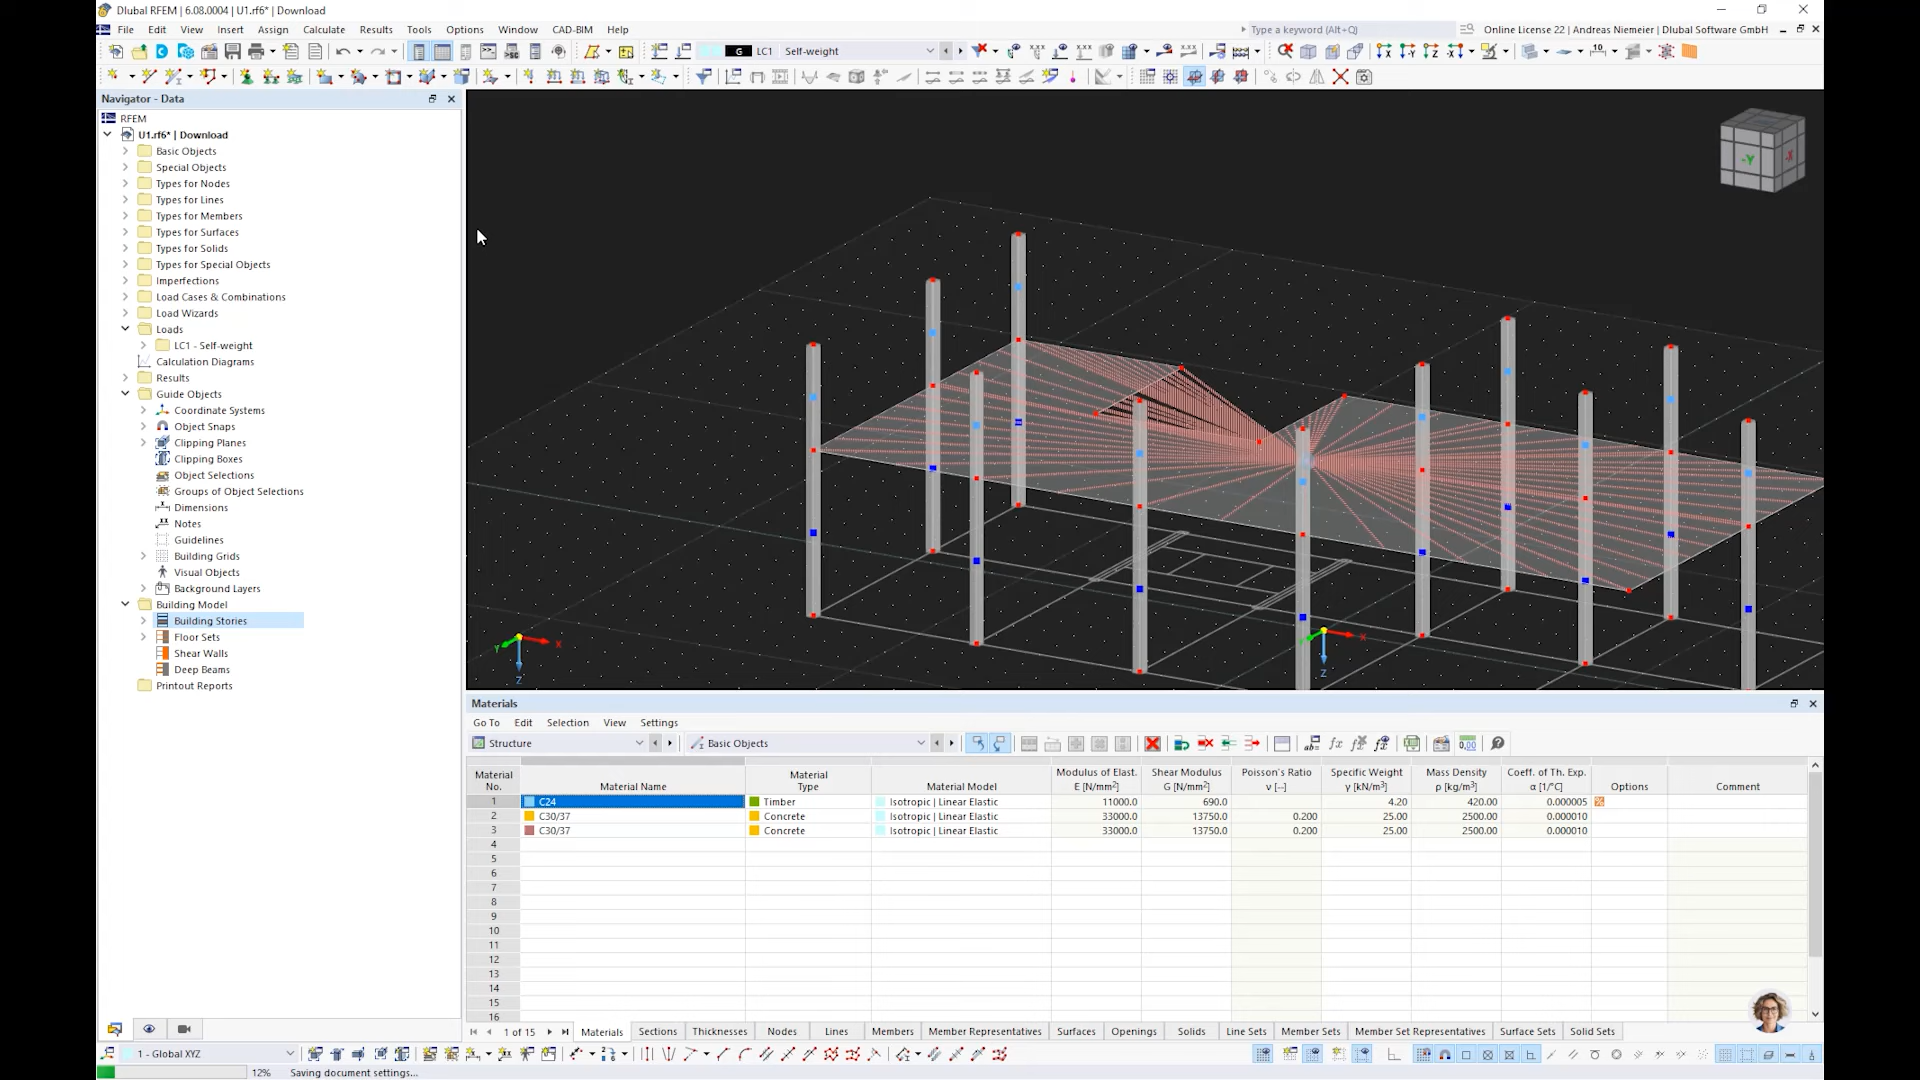 Dlubal RFEM | 6.08.0004 | U1.rf6* | Download
File Edit View Insert Assign Calculate Results Tools Options Window CAD-BIM Help
Type a keyword (Alt+Q)
Online License 22 | Andreas Niemeier | Dlubal Software GmbH
G LC1 Self-weight
Navigator - Data
RFEM
U1.rf6* | Download
Basic Objects
Special Objects
Types for Nodes
Types for Lines
Types for Members
Types for Surfaces
Types for Solids
Types for Special Objects
Imperfections
Load Cases & Combinations
Load Wizards
Loads
LC1 - Self-weight
Calculation Diagrams
Results
Guide Objects
Coordinate Systems
Object Snaps
Clipping Planes
Clipping Boxes
Object Selections
Groups of Object Selections
Dimensions
Notes
Guidelines
Building Grids
Visual Objects
Background Layers
Building Model
Building Stories
Floor Sets
Shear Walls
Deep Beams
Printout Reports
-Y -X
Y X Z
X Z
Materials
Go To Edit Selection View Settings
Structure Basic Objects
Material No. Material Name Material Type Material Model Modulus of Elast. E [N/mm²] Shear Modulus G [N/mm²] Poisson's Ratio ν [--] Specific Weight γ [kN/m³] Mass Density ρ [kg/m³] Coeff. of Th. Exp. α [1/°C] Options Comment
1 C24 Timber Isotropic | Linear Elastic 11000.0 690.0 4.20 420.00 0.000005
2 C30/37 Concrete Isotropic | Linear Elastic 33000.0 13750.0 0.200 25.00 2500.00 0.000010
3 C30/37 Concrete Isotropic | Linear Elastic 33000.0 13750.0 0.200 25.00 2500.00 0.000010
4
5
6
7
8
9
10
11
12
13
14
15
16
1 of 15 Materials Sections Thicknesses Nodes Lines Members Member Representatives Surfaces Openings Solids Line Sets Member Sets Member Set Representatives Surface Sets Solid Sets
1 - Global XYZ
12% Saving document settings...